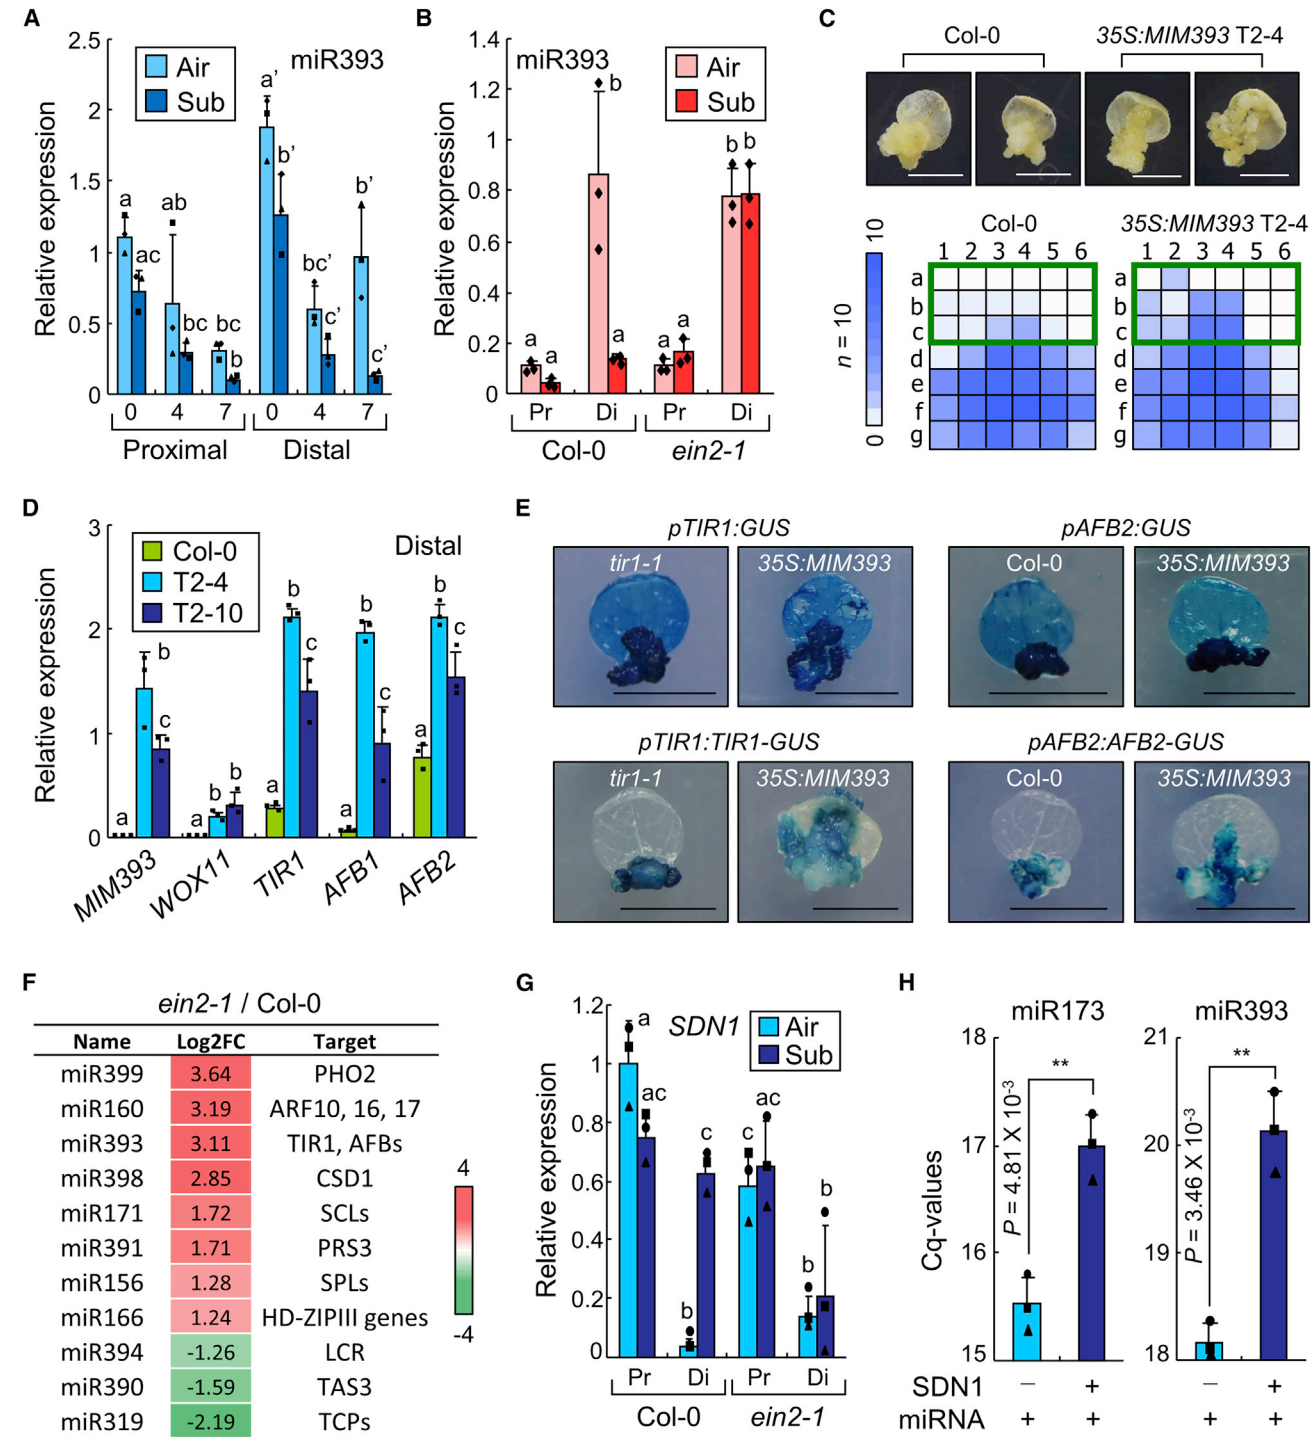 A
2.5
2
1.5
1
0.5
0
Relative expression
Air
Sub
miR393
a
ac
ab
bc
bc
b
a’
b’
bc’
c’
b’
c’
0 4 7 0 4 7
Proximal Distal
B
1.4
1.2
1
0.8
0.6
0.4
0.2
0
Relative expression
miR393
Air
Sub
a
a
b
a
a
a
b b
Pr Di Pr Di
Col-0 ein2-1
C
Col-0 35S:MIM393 T2-4
10
n = 10
0
Col-0 35S:MIM393 T2-4
1 2 3 4 5 6 1 2 3 4 5 6
a a
b b
c c
d d
e e
f f
g g
D
3
2
1
0
Relative expression
Col-0
T2-4
T2-10
Distal
a b c
a b b
a b c
a b c
a b c
MIM393 WOX11 TIR1 AFB1 AFB2
E
pTIR1:GUS pAFB2:GUS
tir1-1 35S:MIM393 Col-0 35S:MIM393
pTIR1:TIR1-GUS pAFB2:AFB2-GUS
tir1-1 35S:MIM393 Col-0 35S:MIM393
F
ein2-1 / Col-0
Name Log2FC Target
miR399 3.64 PHO2
miR160 3.19 ARF10, 16, 17
miR393 3.11 TIR1, AFBs
miR398 2.85 CSD1
miR171 1.72 SCLs
miR391 1.71 PRS3
miR156 1.28 SPLs
miR166 1.24 HD-ZIPIII genes
miR394 -1.26 LCR
miR390 -1.59 TAS3
miR319 -2.19 TCPs
4
-4
G
1.2
1
0.8
0.6
0.4
0.2
0
Relative expression
SDN1
Air
Sub
a
ac
b
c
c
ac
b
b
Pr Di Pr Di
Col-0 ein2-1
H
miR173 miR393
Cq-values
18
17
16
15
P = 4.81 X 10-3
**
21
20
19
18
P = 3.46 X 10-3
**
SDN1 − + − +
miRNA + + + +